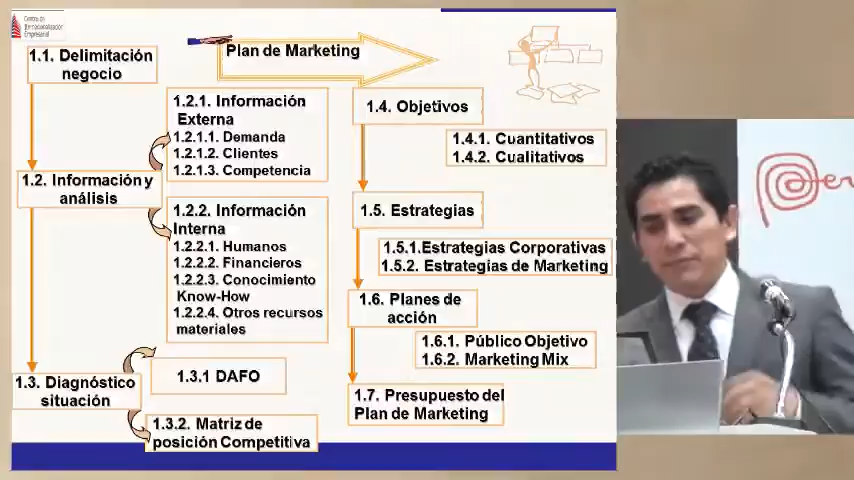 Centro de
Internacionalización
Empresarial
Plan de Marketing
1.1. Delimitación
negocio
1.2. Información y
análisis
1.2.1. Información
Externa
1.2.1.1. Demanda
1.2.1.2. Clientes
1.2.1.3. Competencia
1.2.2. Información
Interna
1.2.2.1. Humanos
1.2.2.2. Financieros
1.2.2.3. Conocimiento
Know-How
1.2.2.4. Otros recursos
materiales
1.3. Diagnóstico
situación
1.3.1 DAFO
1.3.2. Matriz de
posición Competitiva
1.4. Objetivos
1.4.1. Cuantitativos
1.4.2. Cualitativos
1.5. Estrategias
1.5.1.Estrategias Corporativas
1.5.2. Estrategias de Marketing
1.6. Planes de
acción
1.6.1. Público Objetivo
1.6.2. Marketing Mix
1.7. Presupuesto del
Plan de Marketing
Per